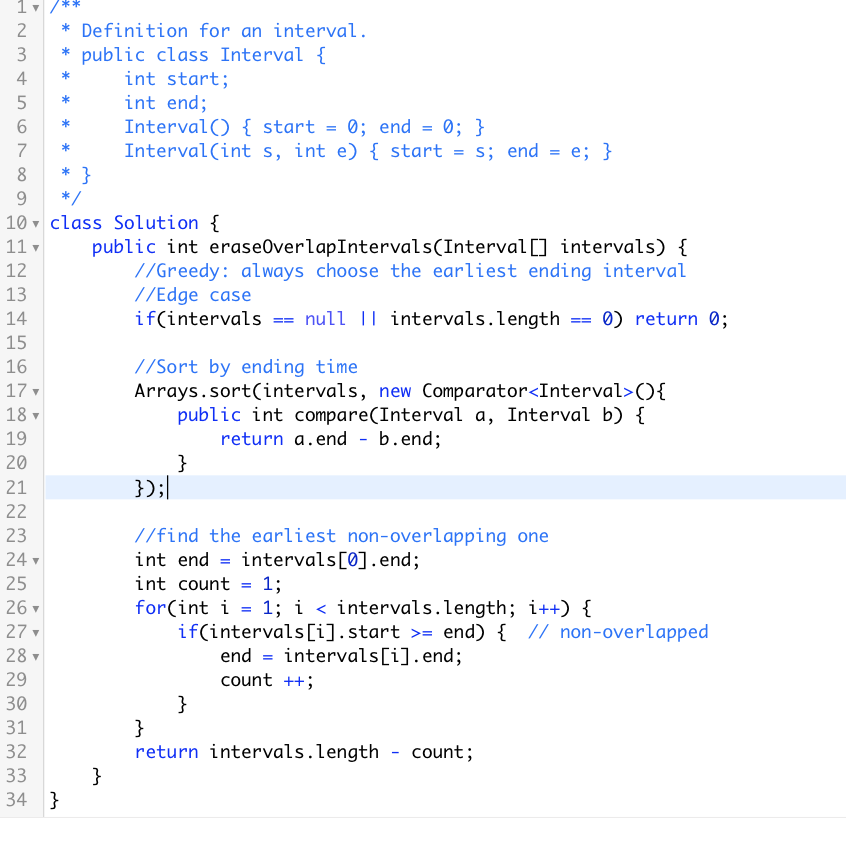 1 /**
2  * Definition for an interval.
3  * public class Interval {
4  *     int start;
5  *     int end;
6  *     Interval() { start = 0; end = 0; }
7  *     Interval(int s, int e) { start = s; end = e; }
8  * }
9  */
10 class Solution {
11     public int eraseOverlapIntervals(Interval[] intervals) {
12         //Greedy: always choose the earliest ending interval
13         //Edge case
14         if(intervals == null || intervals.length == 0) return 0;
15
16         //Sort by ending time
17         Arrays.sort(intervals, new Comparator<Interval>(){
18             public int compare(Interval a, Interval b) {
19                 return a.end - b.end;
20             }
21         });
22
23         //find the earliest non-overlapping one
24         int end = intervals[0].end;
25         int count = 1;
26         for(int i = 1; i < intervals.length; i++) {
27             if(intervals[i].start >= end) {  // non-overlapped
28                 end = intervals[i].end;
29                 count ++;
30             }
31         }
32         return intervals.length - count;
33     }
34 }